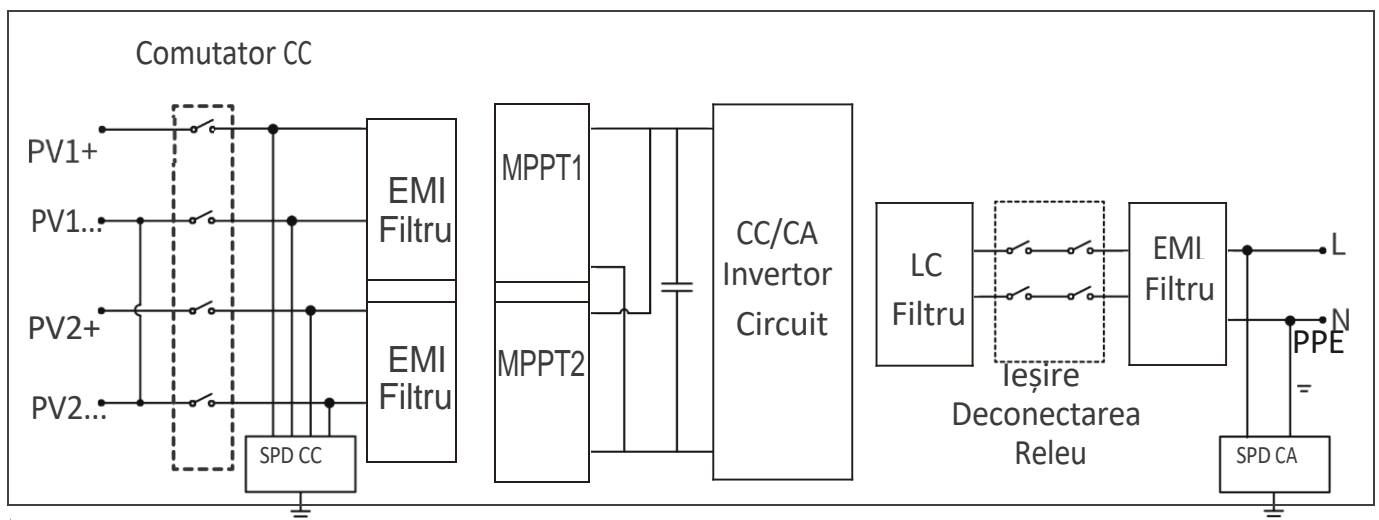 Comutator CC
PV1+
PV1...
PV2+
PV2...
EMI
Filtru
EMI
Filtru
SPD CC
MPPT1
MPPT2
CC/CA
Invertor
Circuit
LC
Filtru
Ieșire
Deconectarea
Releu
EMI
Filtru
L
N
PPE
SPD CA